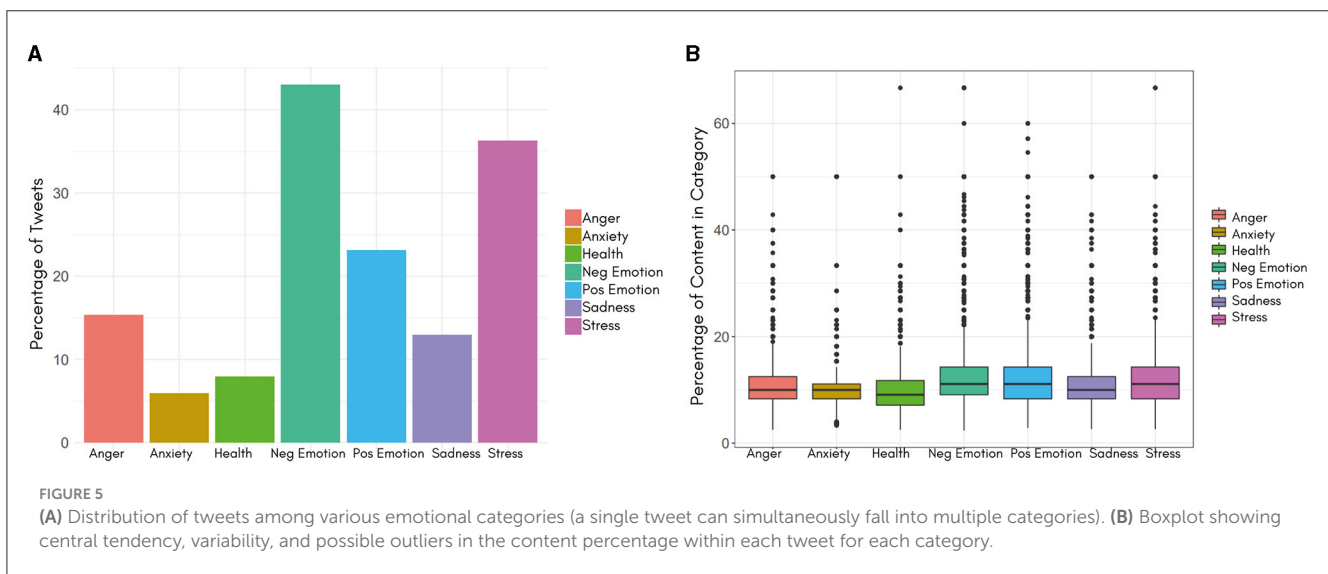 A
Percentage of Tweets
40
30
20
10
0
Anger Anxiety Health Neg Emotion Pos Emotion Sadness Stress
Anger
Anxiety
Health
Neg Emotion
Pos Emotion
Sadness
Stress
B
Percentage of Content in Category
60
40
20
0
Anger Anxiety Health Neg Emotion Pos Emotion Sadness Stress
Anger
Anxiety
Health
Neg Emotion
Pos Emotion
Sadness
Stress
FIGURE 5
(A) Distribution of tweets among various emotional categories (a single tweet can simultaneously fall into multiple categories). (B) Boxplot showing
central tendency, variability, and possible outliers in the content percentage within each tweet for each category.